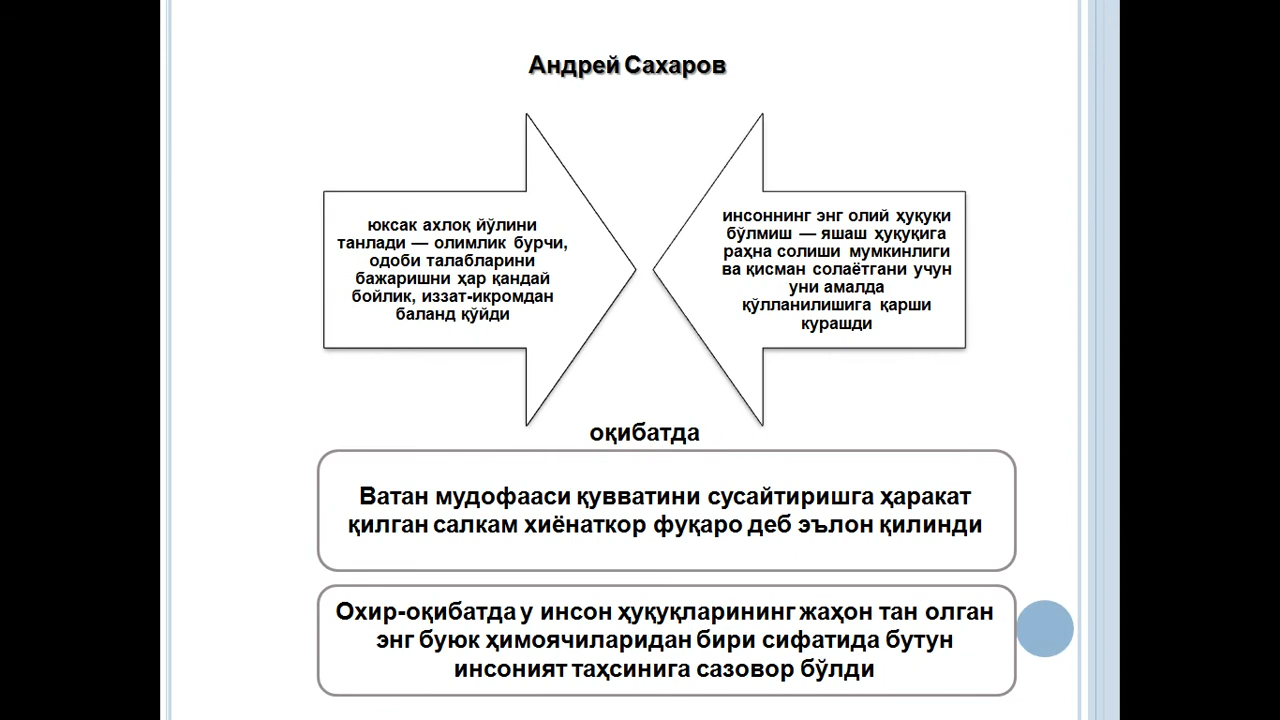 Андрей Сахаров
юксак ахлоқ йўлини
танлади — олимлик бурчи,
одоби талабларини
бажаришни ҳар қандай
бойлик, иззат-икромдан
баланд қўйди
инсоннинг энг олий ҳуқуқи
бўлмиш — яшаш ҳуқуқига
раҳна солиши мумкинлиги
ва қисман солаётгани учун
уни амалда
қўлланилишига қарши
курашди
оқибатда
Ватан мудофааси қувватини сусайтиришга ҳаракат
қилган салкам хиёнаткор фуқаро деб эълон қилинди
Охир-оқибатда у инсон ҳуқуқларининг жаҳон тан олган
энг буюк ҳимоячиларидан бири сифатида бутун
инсоният таҳсинига сазовор бўлди